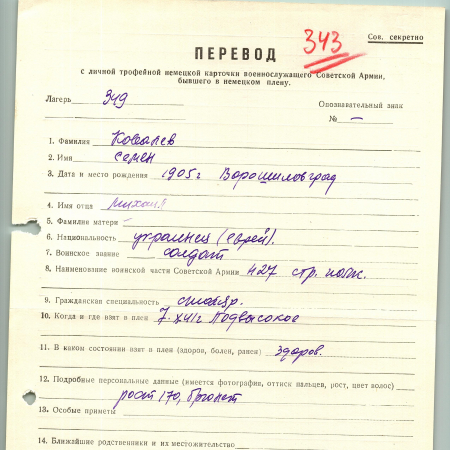 343
Сов. секретно
ПЕРЕВОД
с личной трофейной немецкой карточки военнослужащего Советской Армии,
бывшего в немецком плену.
Лагерь 349
Опознавательный знак
№ —
1. Фамилия Ковалев
2. Имя Семен
3. Дата и место рождения 1905 г Ворошиловград
4. Имя отца Михаил
5. Фамилия матери —
6. Национальность украинец (еврей).
7. Воинское звание солдат
8. Наименование воинской части Советской Армии 427 стр. полк.
9. Гражданская специальность столяр.
10. Когда и где взят в плен Подвысокое
11. В каком состоянии взят в плен (здоров, болен, ранен) здоров.
12. Подробные персональные данные (имеется фотография, оттиск пальцев, рост, цвет волос)
рост 170, брюнет
13. Особые приметы
14. Ближайшие родственники и их местожительство